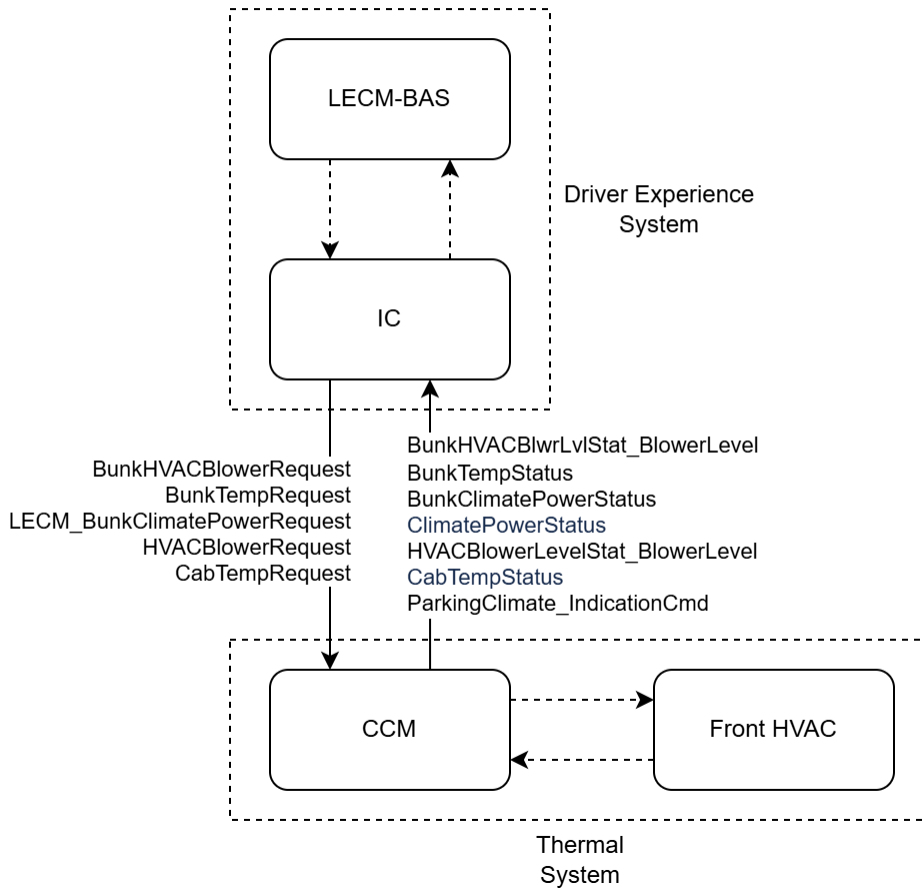 LECM-BAS
Driver Experience
System
IC
BunkHVACBlowerRequest
BunkTempRequest
LECM_BunkClimatePowerRequest
HVACBlowerRequest
CabTempRequest
BunkHVACBlwrLvlStat_BlowerLevel
BunkTempStatus
BunkClimatePowerStatus
ClimatePowerStatus
HVACBlowerLevelStat_BlowerLevel
CabTempStatus
ParkingClimate_IndicationCmd
CCM
Front HVAC
Thermal
System